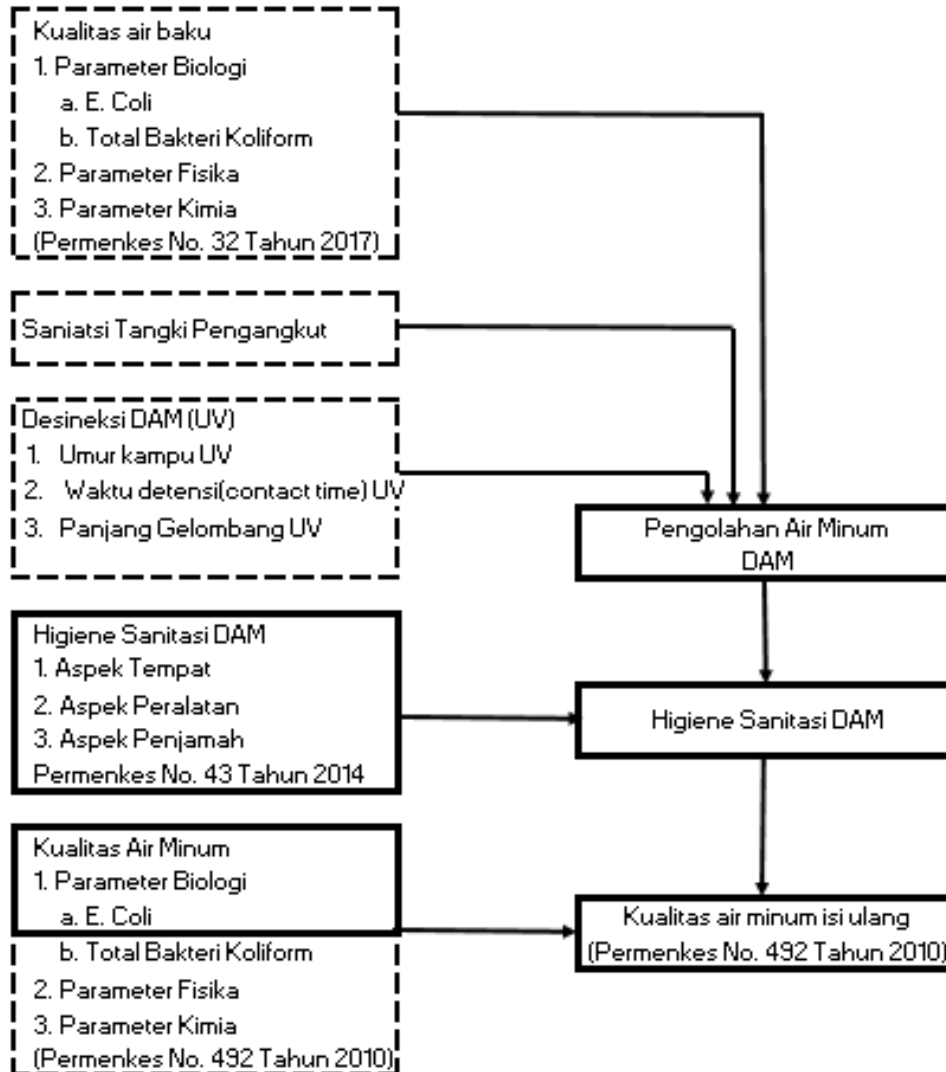 Kualitas air baku
1. Parameter Biologi
a. E. Coli
b. Total Bakteri Koliform
2. Parameter Fisika
3. Parameter Kimia
(Permenkes No. 32 Tahun 2017)
Saniatsi Tangki Pengangkut
Desineksi DAM (UV)
1. Umur kampu UV
2. Waktu detensi(contact time) UV
3. Panjang Gelombang UV
Pengolahan Air Minum
DAM
Higiene Sanitasi DAM
1. Aspek Tempat
2. Aspek Peralatan
3. Aspek Penjamah
Permenkes No. 43 Tahun 2014
Higiene Sanitasi DAM
Kualitas Air Minum
1. Parameter Biologi
a. E. Coli
b. Total Bakteri Koliform
2. Parameter Fisika
3. Parameter Kimia
(Permenkes No. 492 Tahun 2010)
Kualitas air minum isi ulang
(Permenkes No. 492 Tahun 2010)